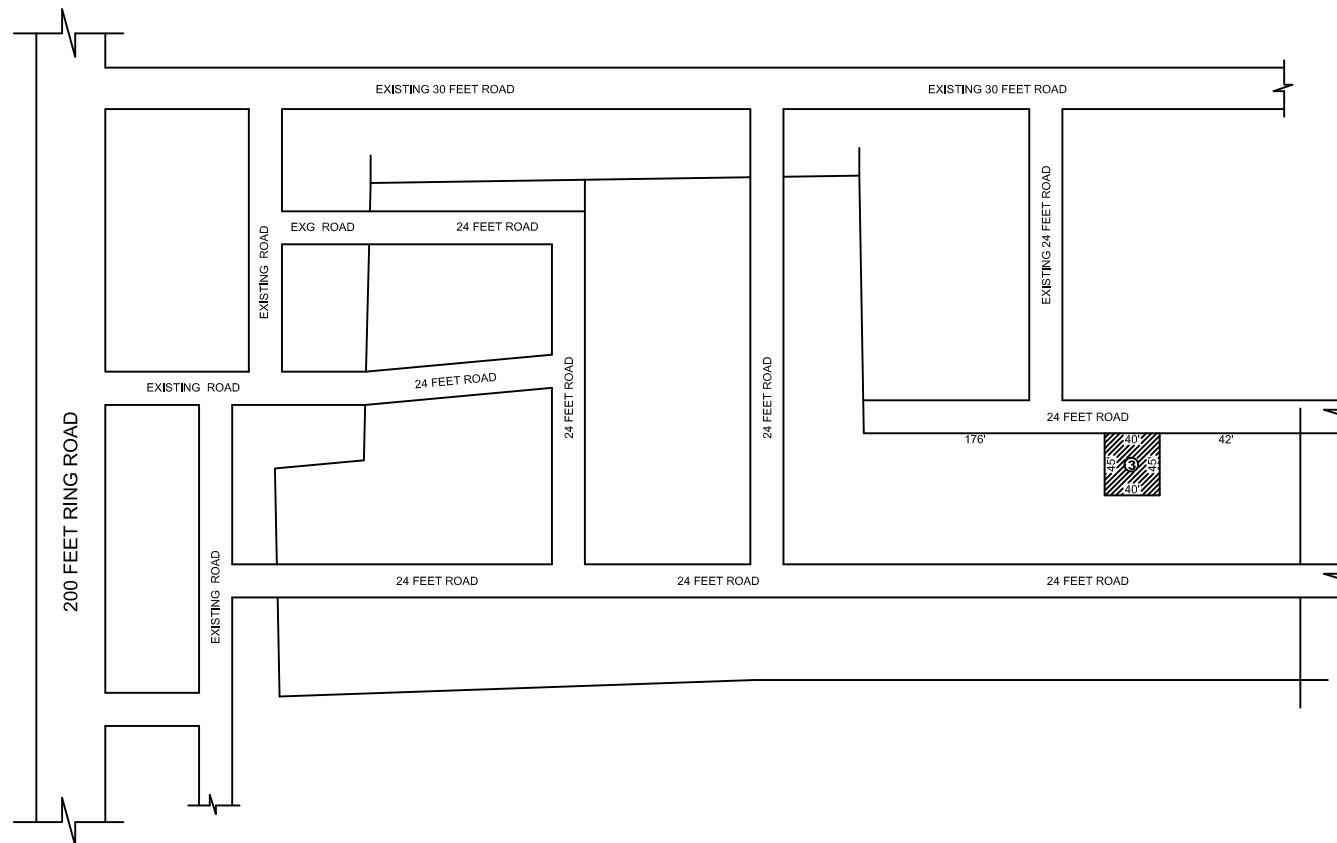 EXISTING 30 FEET ROAD
EXISTING 30 FEET ROAD
EXG ROAD
24 FEET ROAD
EXISTING ROAD
EXISTING 24 FEET ROAD
EXISTING ROAD
24 FEET ROAD
24 FEET ROAD
24 FEET ROAD
24 FEET ROAD
176'
40'
42'
45'
3
45'
40'
200 FEET RING ROAD
EXISTING ROAD
24 FEET ROAD
24 FEET ROAD
24 FEET ROAD